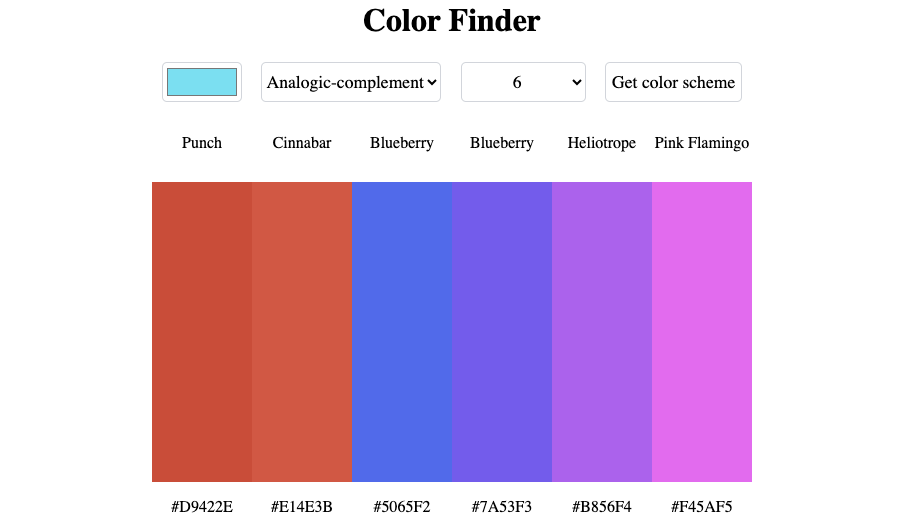 Color Finder
Analogic-complement 6 Get color scheme
Punch Cinnabar Blueberry Blueberry Heliotrope Pink Flamingo
#D9422E #E14E3B #5065F2 #7A53F3 #B856F4 #F45AF5